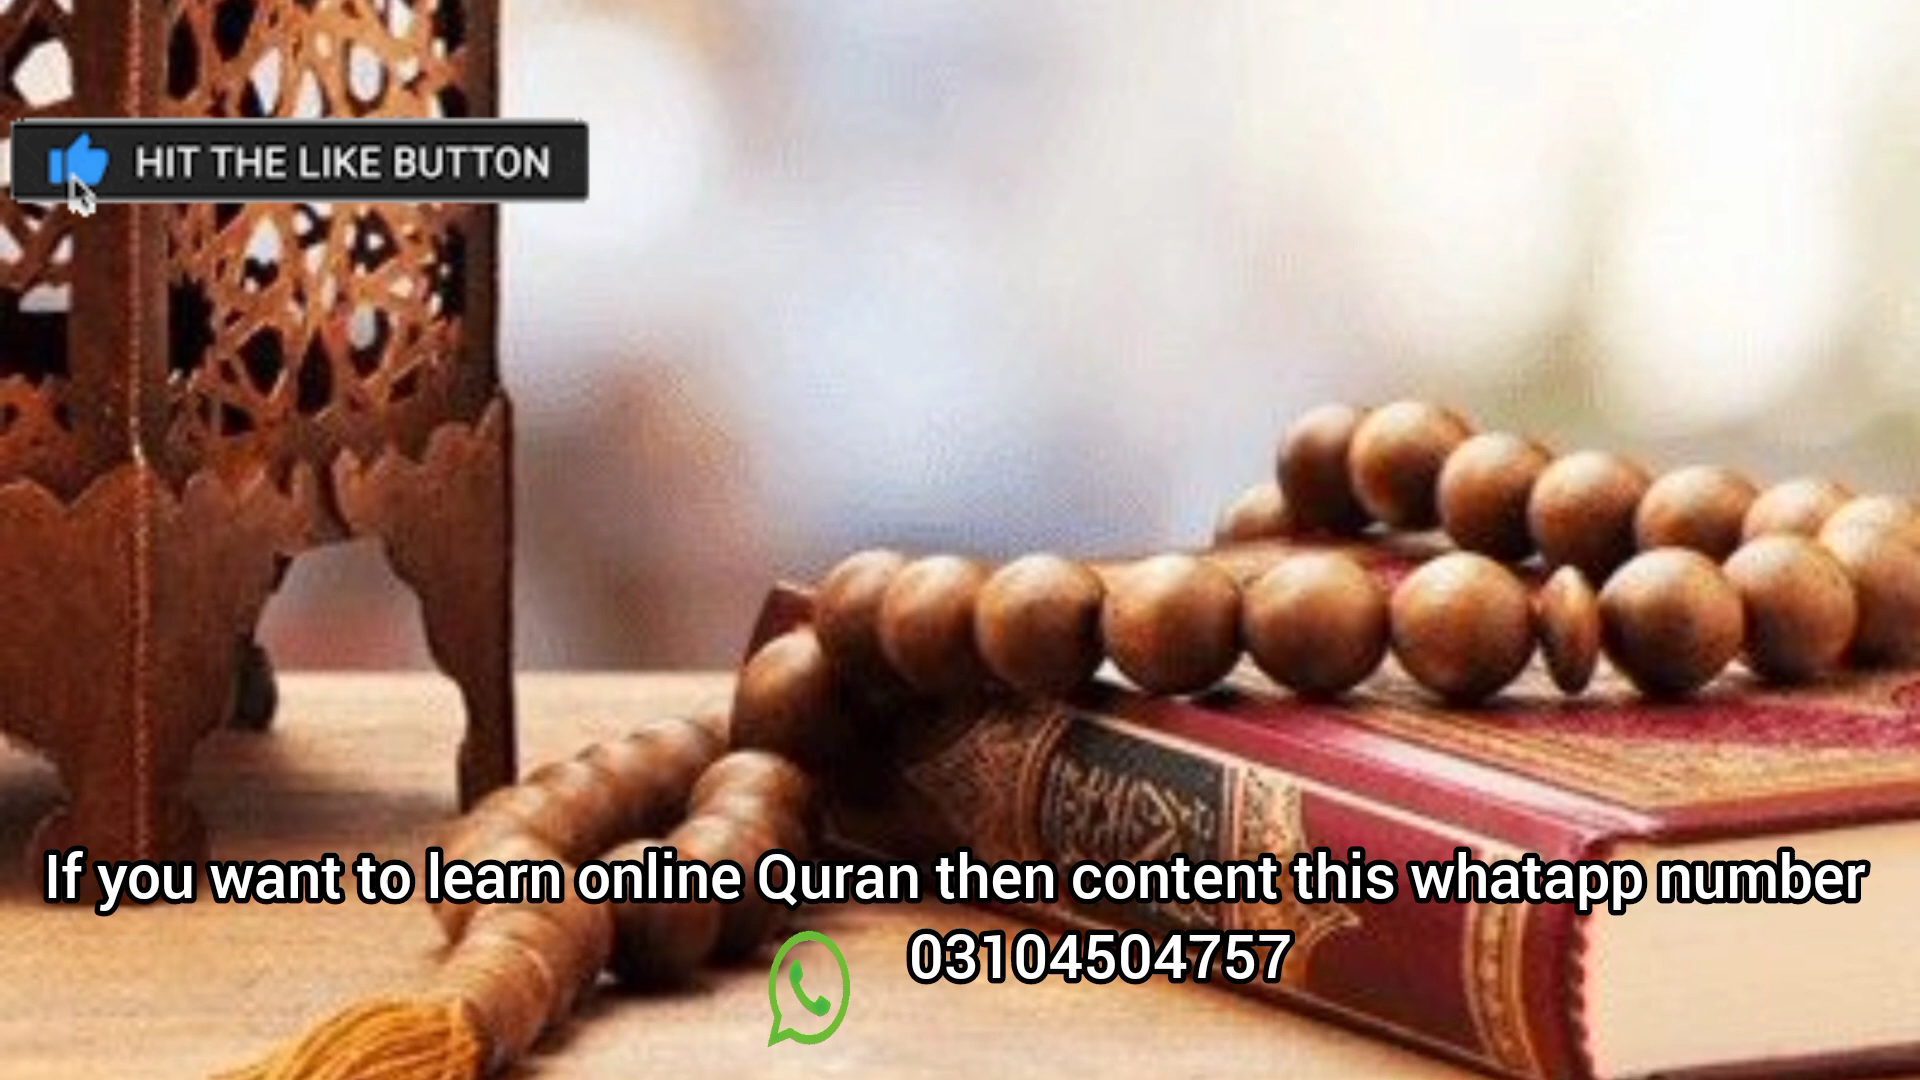 HIT THE LIKE BUTTON
If you want to learn online Quran then content this whatapp number
03104504757